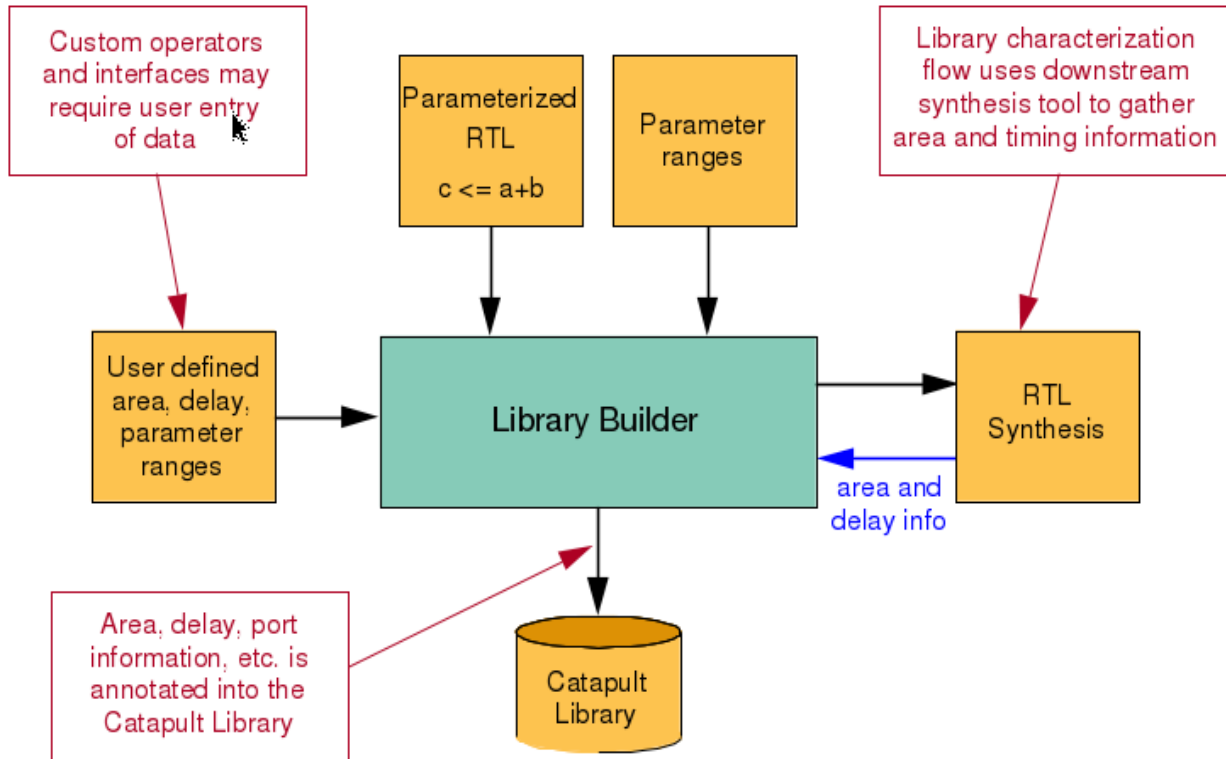 Custom operators
and interfaces may
require user entry
of data
Parameterized
RTL
c <= a+b
Parameter
ranges
Library characterization
flow uses downstream
synthesis tool to gather
area and timing information
User defined
area, delay,
parameter
ranges
Library Builder
RTL
Synthesis
area and
delay info
Area, delay, port
information, etc. is
annotated into the
Catapult Library
Catapult
Library